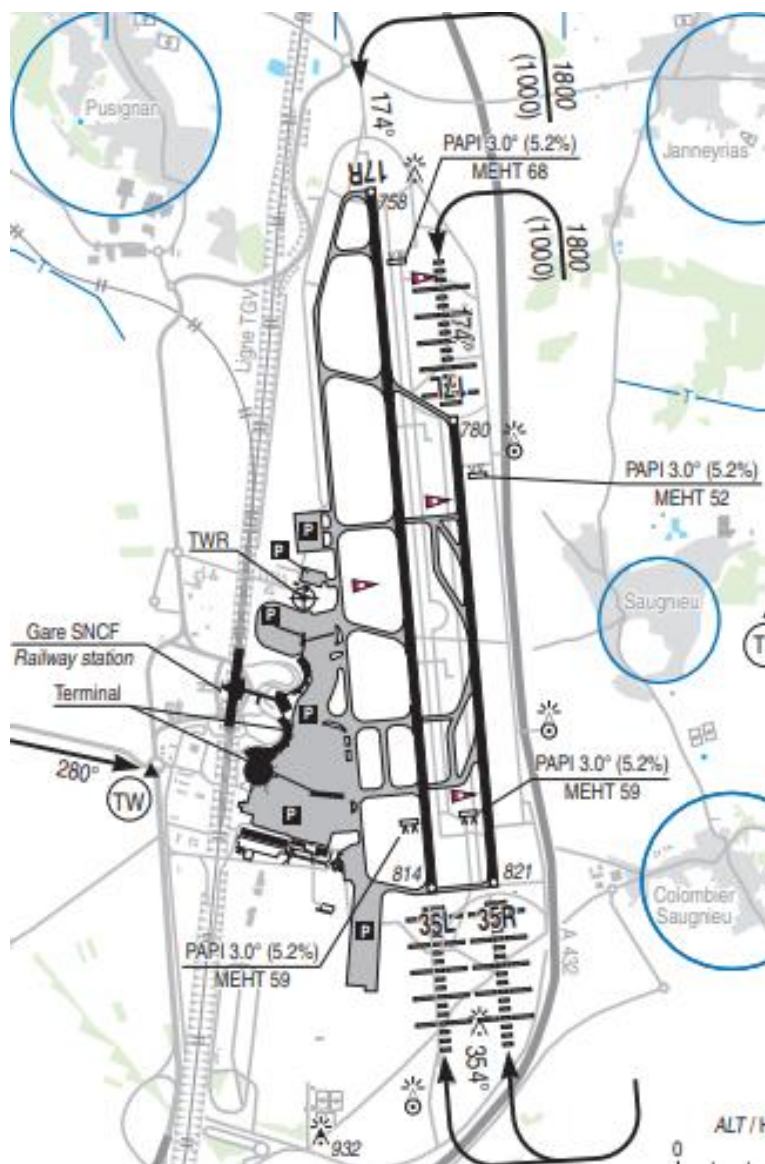 Pusignan
1800
(1000)
174°
PAPI 3.0° (5.2%)
MEHT 68
Janneyrias
17R
758
1800
(1000)
174°
Ligne TGV
17L
780
PAPI 3.0° (5.2%)
MEHT 52
P
TWR
P
P
Saugnieu
Gare SNCF
Railway station
Terminal
P
280°
TW
PAPI 3.0° (5.2%)
MEHT 59
P
814
821
Colombier
Saugnieu
35L
35R
P
A 432
PAPI 3.0° (5.2%)
MEHT 59
354°
932
ALT / H
0